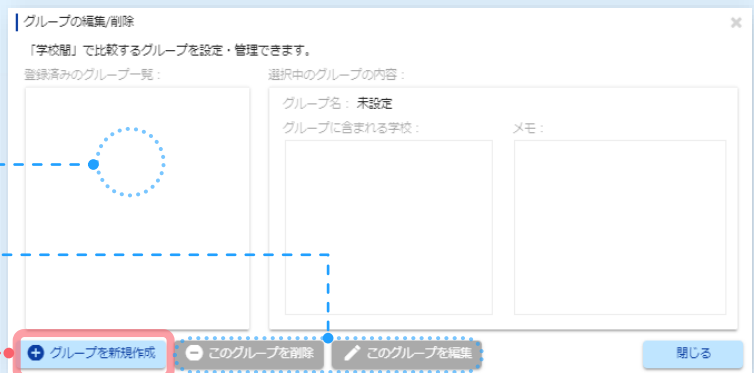 グループの編集/削除
「学校間」で比較するグループを設定・管理できます。
登録済みのグループ一覧：
選択中のグループの内容：
グループ名： 未設定
グループに含まれる学校：
メモ：
グループを新規作成
このグループを削除
このグループを編集
閉じる